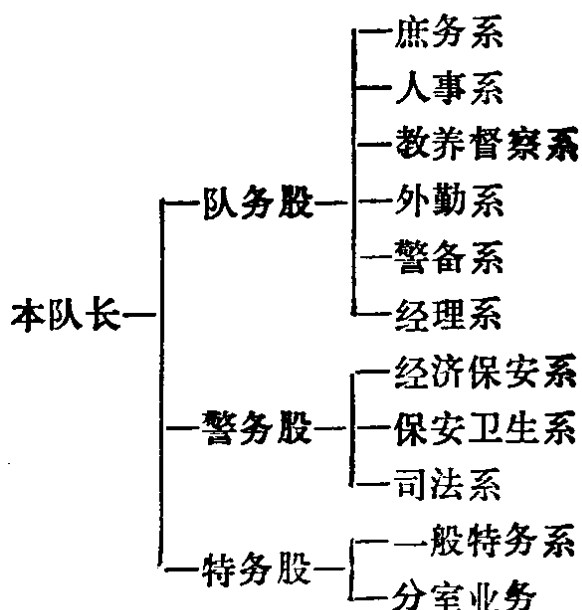 庶务系
人事系
教养督察系
队务股
外勤系
警备系
本队长
经理系
经济保安系
警务股
保安卫生系
司法系
特务股
一般特务系
分室业务